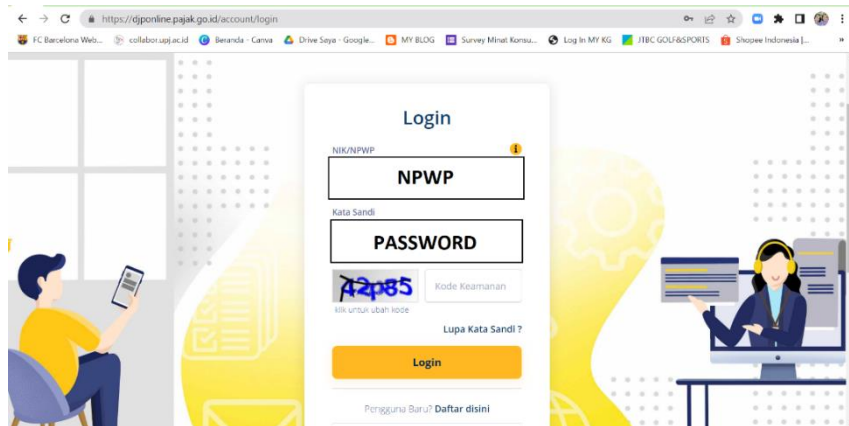 https://djponline.pajak.go.id/account/login
FC Barcelona Web... collabor.upj.ac.id Beranda - Canva Drive Saya - Google... MY BLOG Survey Minat Konsu... Log In MY KG JTBC GOLF&SPORTS Shopee Indonesia |... »
Login
NIK/NPWP
NPWP
Kata Sandi
PASSWORD
Kode Keamanan
klik untuk ubah kode
Lupa Kata Sandi ?
Login
Pengguna Baru? Daftar disini